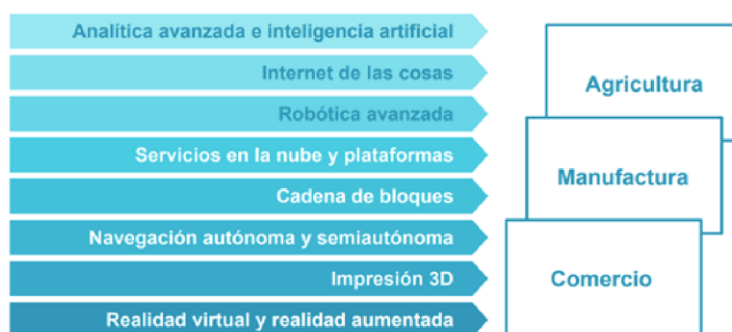 Analítica avanzada e inteligencia artificial
Internet de las cosas
Robótica avanzada
Servicios en la nube y plataformas
Cadena de bloques
Navegación autónoma y semiautónoma
Impresión 3D
Realidad virtual y realidad aumentada
Agricultura
Manufactura
Comercio